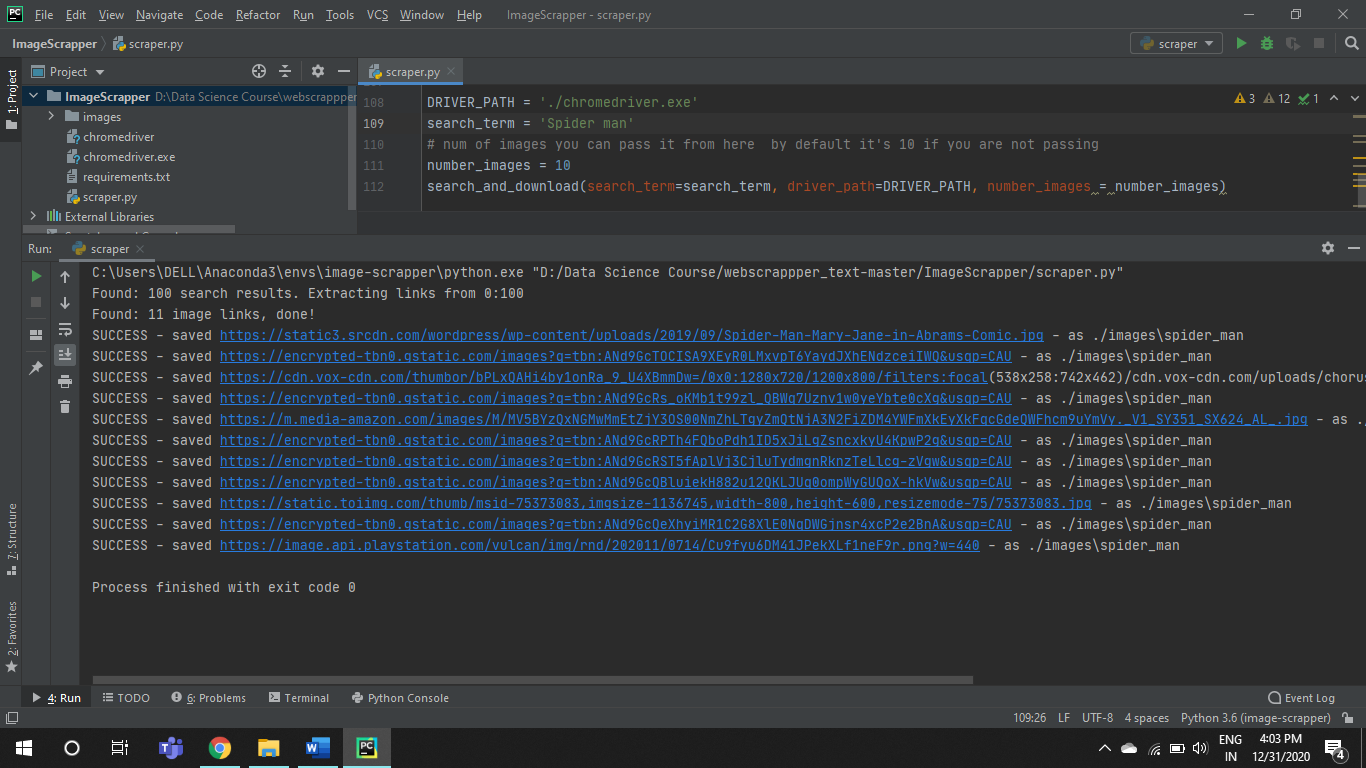 PC File Edit View Navigate Code Refactor Run Tools VCS Window Help ImageScrapper - scraper.py
ImageScrapper scraper.py scraper
1: Project
Project
scraper.py
ImageScrapper D:\Data Science Course\webscrappper
images
chromedriver
chromedriver.exe
requirements.txt
scraper.py
External Libraries
108 DRIVER_PATH = './chromedriver.exe'
109 search_term = 'Spider man'
110 # num of images you can pass it from here  by default it's 10 if you are not passing
111 number_images = 10
112 search_and_download(search_term=search_term, driver_path=DRIVER_PATH, number_images = number_images)
3 12 1
Run: scraper
C:\Users\DELL\Anaconda3\envs\image-scrapper\python.exe "D:/Data Science Course/webscrappper_text-master/ImageScrapper/scraper.py"
Found: 100 search results. Extracting links from 0:100
Found: 11 image links, done!
SUCCESS - saved https://static3.srcdn.com/wordpress/wp-content/uploads/2019/09/Spider-Man-Mary-Jane-in-Abrams-Comic.jpg - as ./images\spider_man
SUCCESS - saved https://encrypted-tbn0.gstatic.com/images?q=tbn:ANd9GcTOCISA9XEyR0LMxvpT6YaydJXhENdzceiIWQ&usqp=CAU - as ./images\spider_man
SUCCESS - saved https://cdn.vox-cdn.com/thumbor/bPLxQAHi4by1onRa_9_U4XBmmDw=/0x0:1280x720/1200x800/filters:focal(538x258:742x462)/cdn.vox-cdn.com/uploads/chorus
SUCCESS - saved https://encrypted-tbn0.gstatic.com/images?q=tbn:ANd9GcRs_oKMb1t99zl_QBWq7Uznv1w0yeYbte0cXg&usqp=CAU - as ./images\spider_man
SUCCESS - saved https://m.media-amazon.com/images/M/MV5BYzQxNGMwMmEtZjY3OS00NmZhLTgyZmQtNjA3N2FiZDM4YWFmXkEyXkFqcGdeQWFhcm9uYmVy._V1_SY351_SX624_AL_.jpg - as .
SUCCESS - saved https://encrypted-tbn0.gstatic.com/images?q=tbn:ANd9GcRPTh4FQboPdh1ID5xJiLgZsncxkyU4KpwP2g&usqp=CAU - as ./images\spider_man
SUCCESS - saved https://encrypted-tbn0.gstatic.com/images?q=tbn:ANd9GcRST5fAplVj3CjluTydmqnRknzTeLlcg-zVgw&usqp=CAU - as ./images\spider_man
SUCCESS - saved https://encrypted-tbn0.gstatic.com/images?q=tbn:ANd9GcQBluiekH882u12QKLJUg0ompWyGUQoX-hkVw&usqp=CAU - as ./images\spider_man
SUCCESS - saved https://static.toiimg.com/thumb/msid-75373083,imgsize-1136745,width-800,height-600,resizemode-75/75373083.jpg - as ./images\spider_man
SUCCESS - saved https://encrypted-tbn0.gstatic.com/images?q=tbn:ANd9GcQeXhyiMR1C2G8XlE0NgDWGjnsr4xcP2e2BnA&usqp=CAU - as ./images\spider_man
SUCCESS - saved https://image.api.playstation.com/vulcan/img/rnd/202011/0714/Cu9fyu6DM41JPekXLf1neF9r.png?w=440 - as ./images\spider_man
Process finished with exit code 0
7: Structure
2: Favorites
4: Run TODO 6: Problems Terminal Python Console Event Log
109:26 LF UTF-8 4 spaces Python 3.6 (image-scrapper)
PC
ENG
IN
4:03 PM
12/31/2020
4